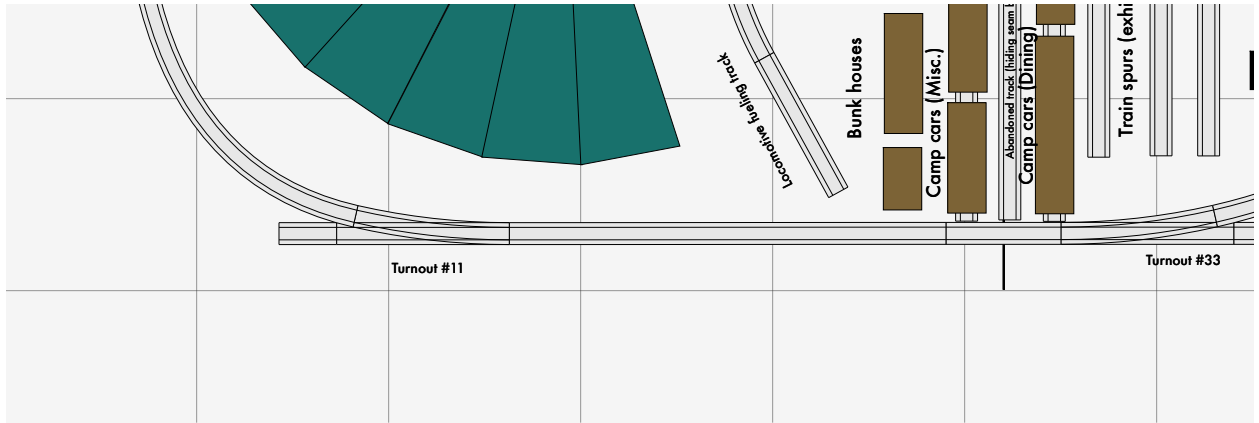 Locomotive fueling track
Bunk houses
Camp cars (Misc.)
Abandoned track (hiding seam
Camp cars (Dining)
Train spurs (exhi
Turnout #11
Turnout #33